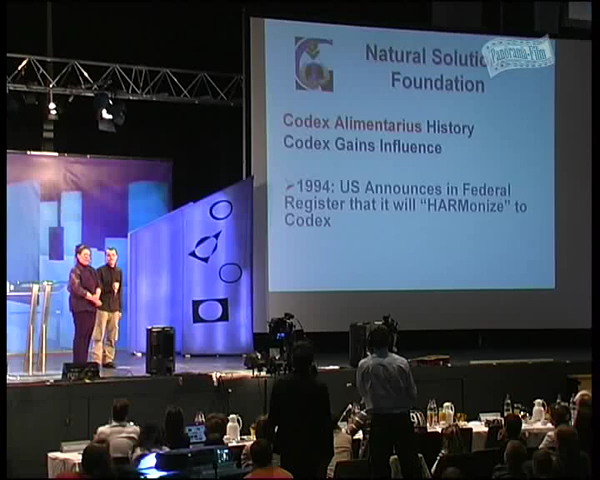 Natural Solutio
Foundation
Panorama-Film
Codex Alimentarius History
Codex Gains Influence
➢1994: US Announces in Federal
Register that it will “HARMonize” to
Codex